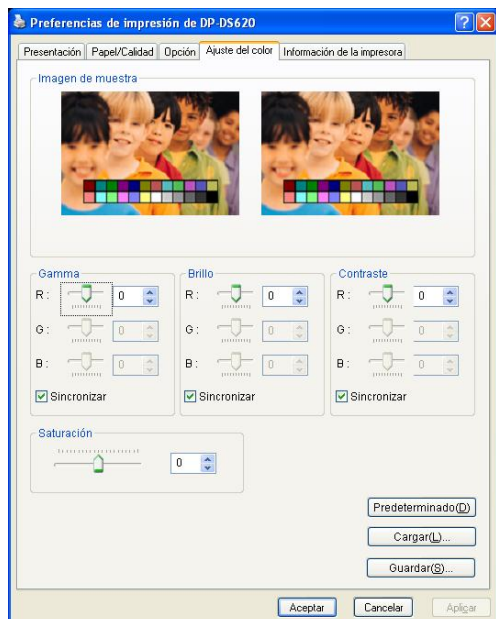 Preferencias de impresión de DP-DS620
Presentación Papel/Calidad Opción Ajuste del color Información de la impresora
Imagen de muestra
Gamma Brillo Contraste
R: 0 R: 0 R: 0
G: 0 G: 0 G: 0
B: 0 B: 0 B: 0
Sincronizar Sincronizar Sincronizar
Saturación
0
Predeterminado(D)
Cargar(L)...
Guardar(S)...
Aceptar Cancelar Aplicar